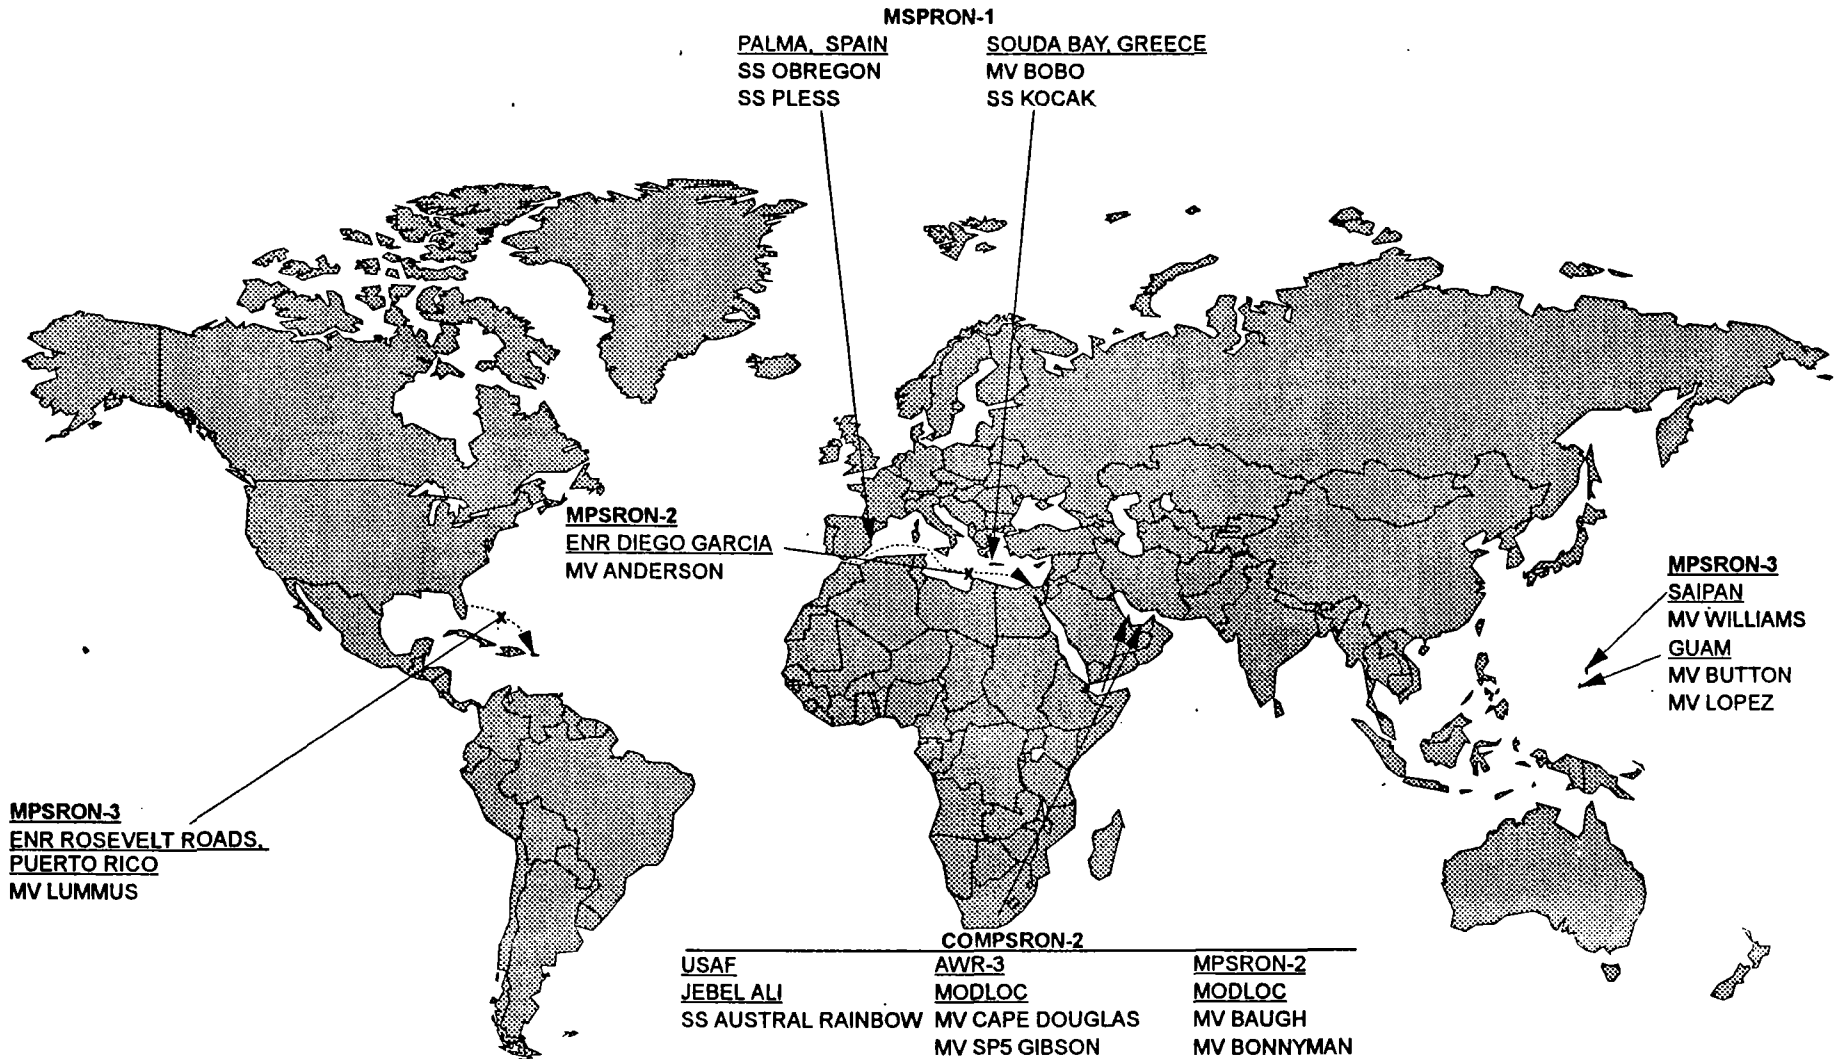 MSPRON-1
PALMA, SPAIN
SS OBREGON
SS PLESS
SOUDA BAY, GREECE
MV BOBO
SS KOCAK
MPSRON-2
ENR DIEGO GARCIA
MV ANDERSON
MPSRON-3
SAIPAN
MV WILLIAMS
GUAM
MV BUTTON
MV LOPEZ
MPSRON-3
ENR ROSEVELT ROADS,
PUERTO RICO
MV LUMMUS
COMPSRON-2
USAF
JEBEL ALI
SS AUSTRAL RAINBOW
AWR-3
MODLOC
MV CAPE DOUGLAS
MV SP5 GIBSON
MPSRON-2
MODLOC
MV BAUGH
MV BONNYMAN